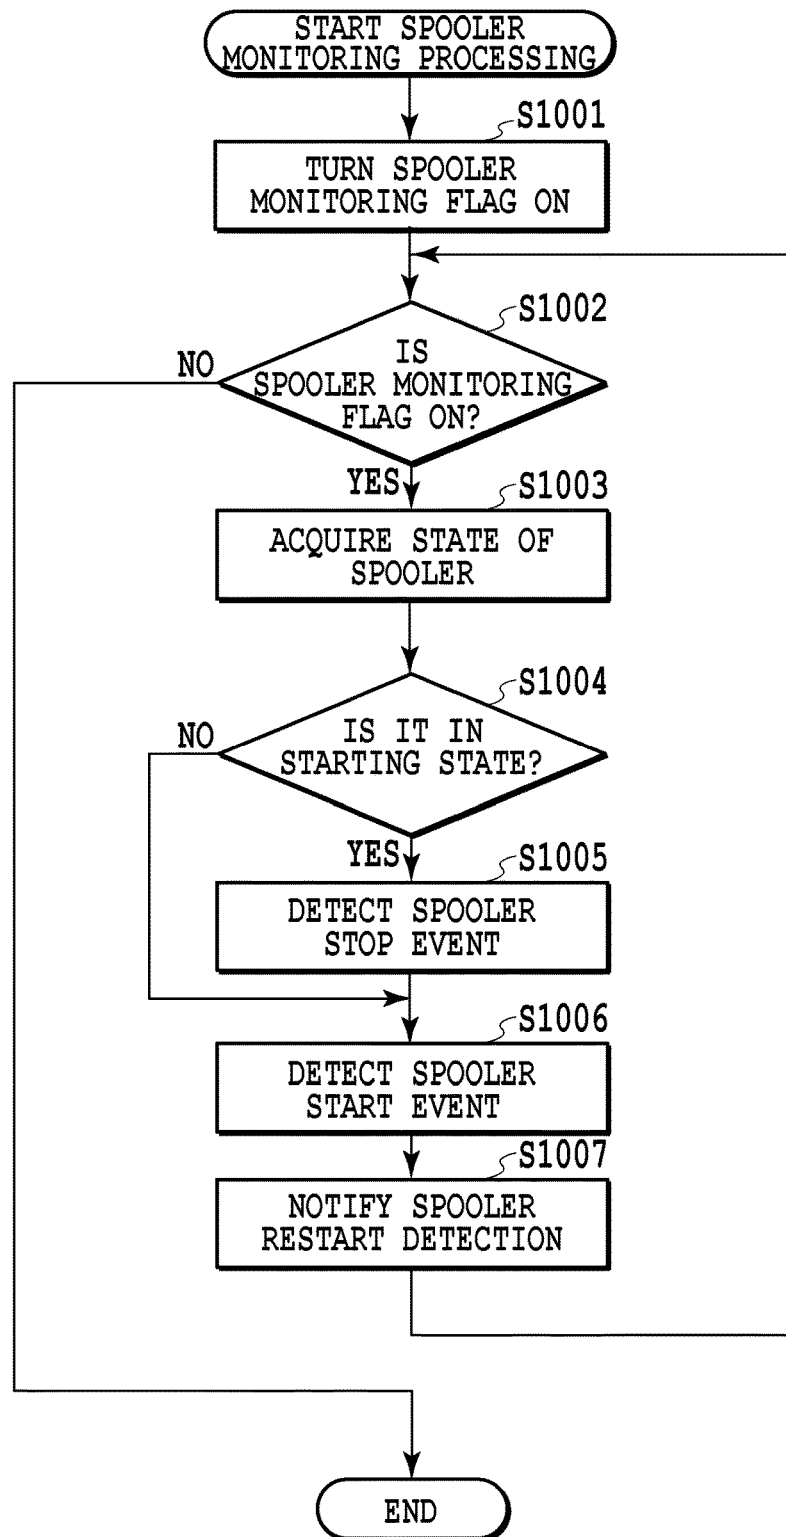 START SPOOLER
MONITORING PROCESSING
S1001
TURN SPOOLER
MONITORING FLAG ON
S1002
IS
SPOOLER MONITORING
FLAG ON?
NO
YES
S1003
ACQUIRE STATE OF
SPOOLER
S1004
IS IT IN
STARTING STATE?
NO
YES
S1005
DETECT SPOOLER
STOP EVENT
S1006
DETECT SPOOLER
START EVENT
S1007
NOTIFY SPOOLER
RESTART DETECTION
END